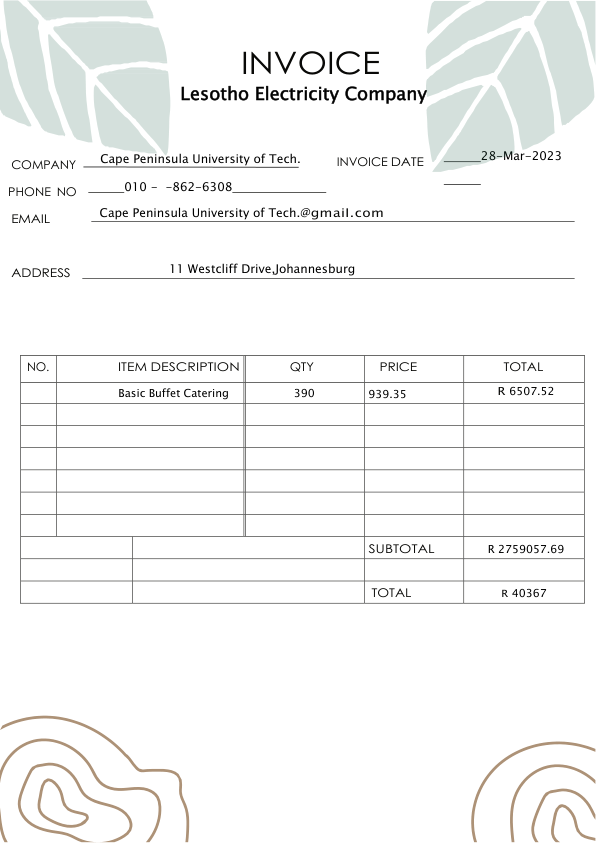 INVOICE
Lesotho Electricity Company
COMPANY Cape Peninsula University of Tech. INVOICE DATE 28-Mar-2023
PHONE NO 010 - -862-6308
EMAIL Cape Peninsula University of Tech.@gmail.com
ADDRESS 11 Westcliff Drive,Johannesburg
NO. ITEM DESCRIPTION QTY PRICE TOTAL
Basic Buffet Catering 390 939.35 R 6507.52
SUBTOTAL R 2759057.69
TOTAL R 40367